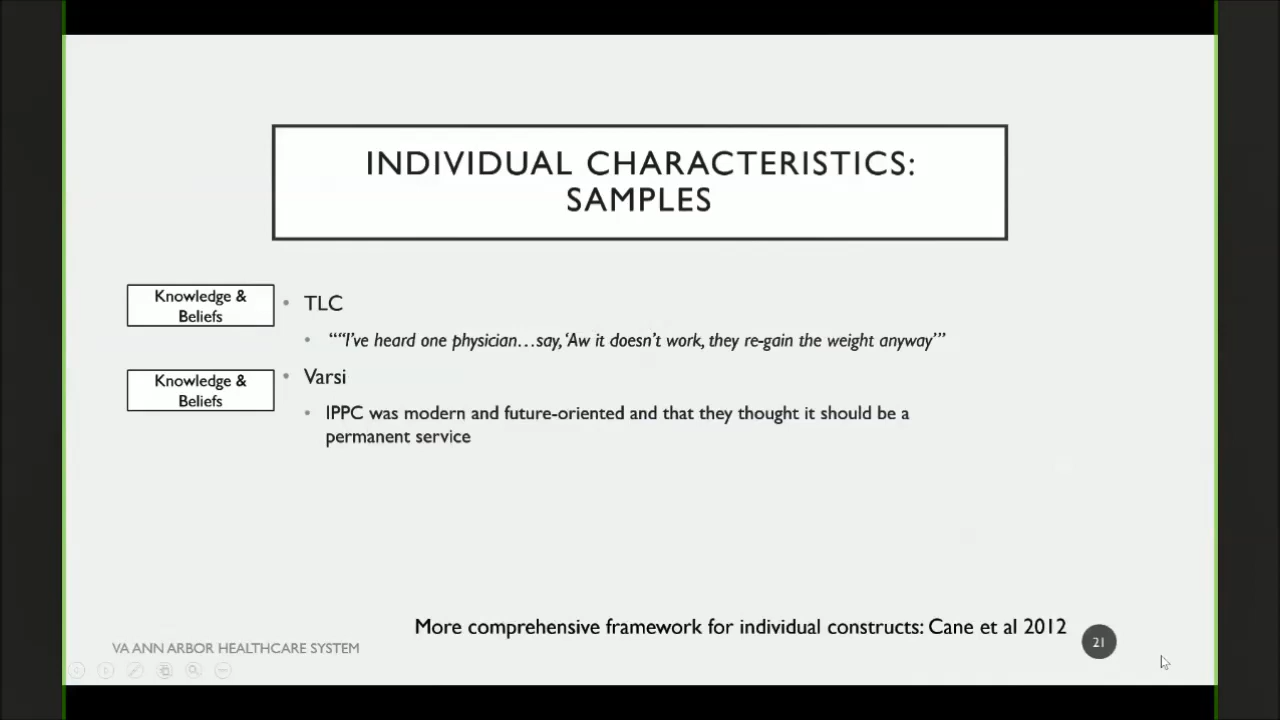 INDIVIDUAL CHARACTERISTICS:
SAMPLES
Knowledge &
Beliefs
• TLC
• ““I’ve heard one physician…say, ‘Aw it doesn’t work, they re-gain the weight anyway’”
Knowledge &
Beliefs
• Varsi
• IPPC was modern and future-oriented and that they thought it should be a
permanent service
More comprehensive framework for individual constructs: Cane et al 2012
VA ANN ARBOR HEALTHCARE SYSTEM
21